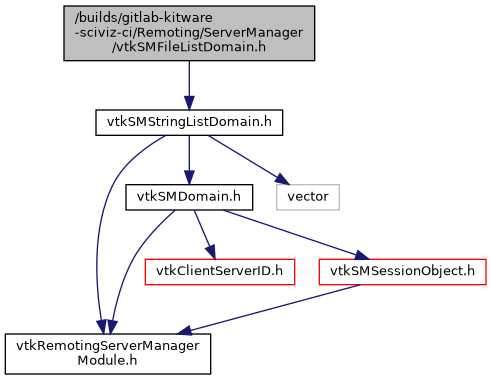 /builds/gitlab-kitware
-sciviz-ci/Remoting/ServerManager
/vtkSMFileListDomain.h
vtkSMStringListDomain.h
vtkSMDomain.h
vector
vtkClientServerID.h
vtkSMSessionObject.h
vtkRemotingServerManager
Module.h